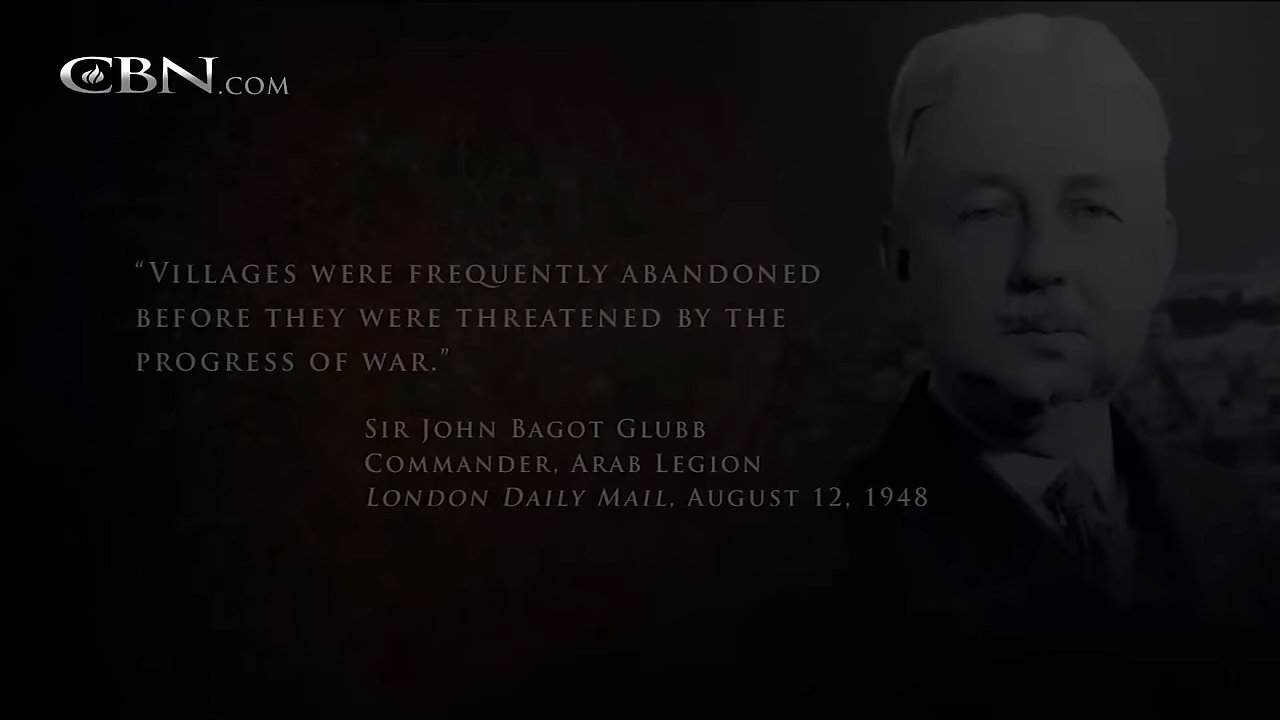 CBN.COM
“VILLAGES WERE FREQUENTLY ABANDONED
BEFORE THEY WERE THREATENED BY THE
PROGRESS OF WAR.”
SIR JOHN BAGOT GLUBB
COMMANDER, ARAB LEGION
LONDON DAILY MAIL, AUGUST 12, 1948